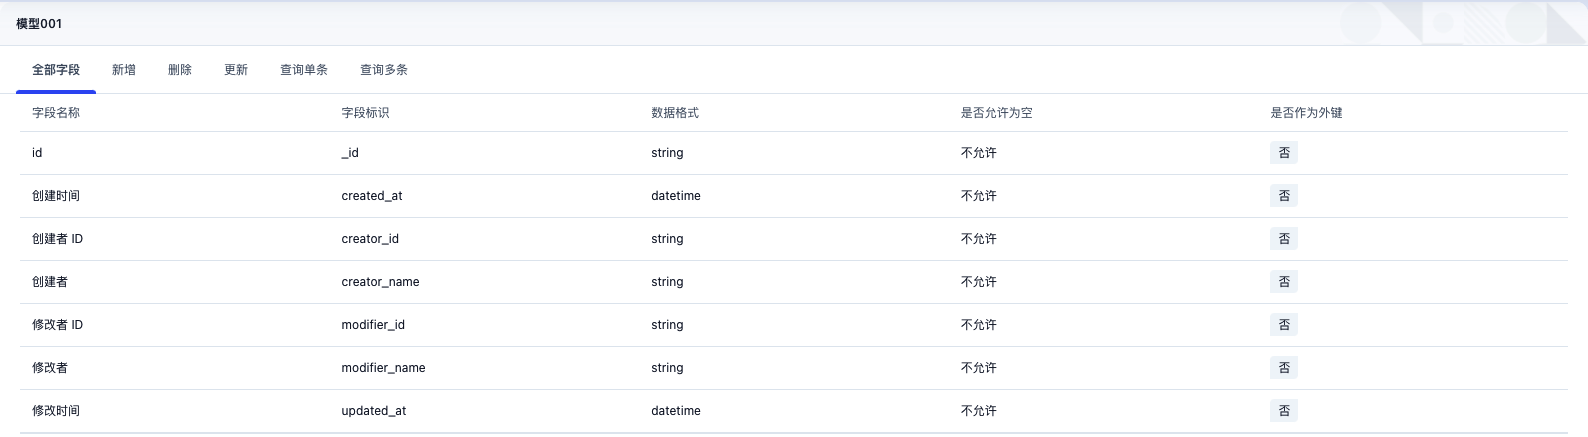 模型001
全部字段 新增 删除 更新 查询单条 查询多条
字段名称 字段标识 数据格式 是否允许为空 是否作为外键
id _id string 不允许 否
创建时间 created_at datetime 不允许 否
创建者 ID creator_id string 不允许 否
创建者 creator_name string 不允许 否
修改者 ID modifier_id string 不允许 否
修改者 modifier_name string 不允许 否
修改时间 updated_at datetime 不允许 否